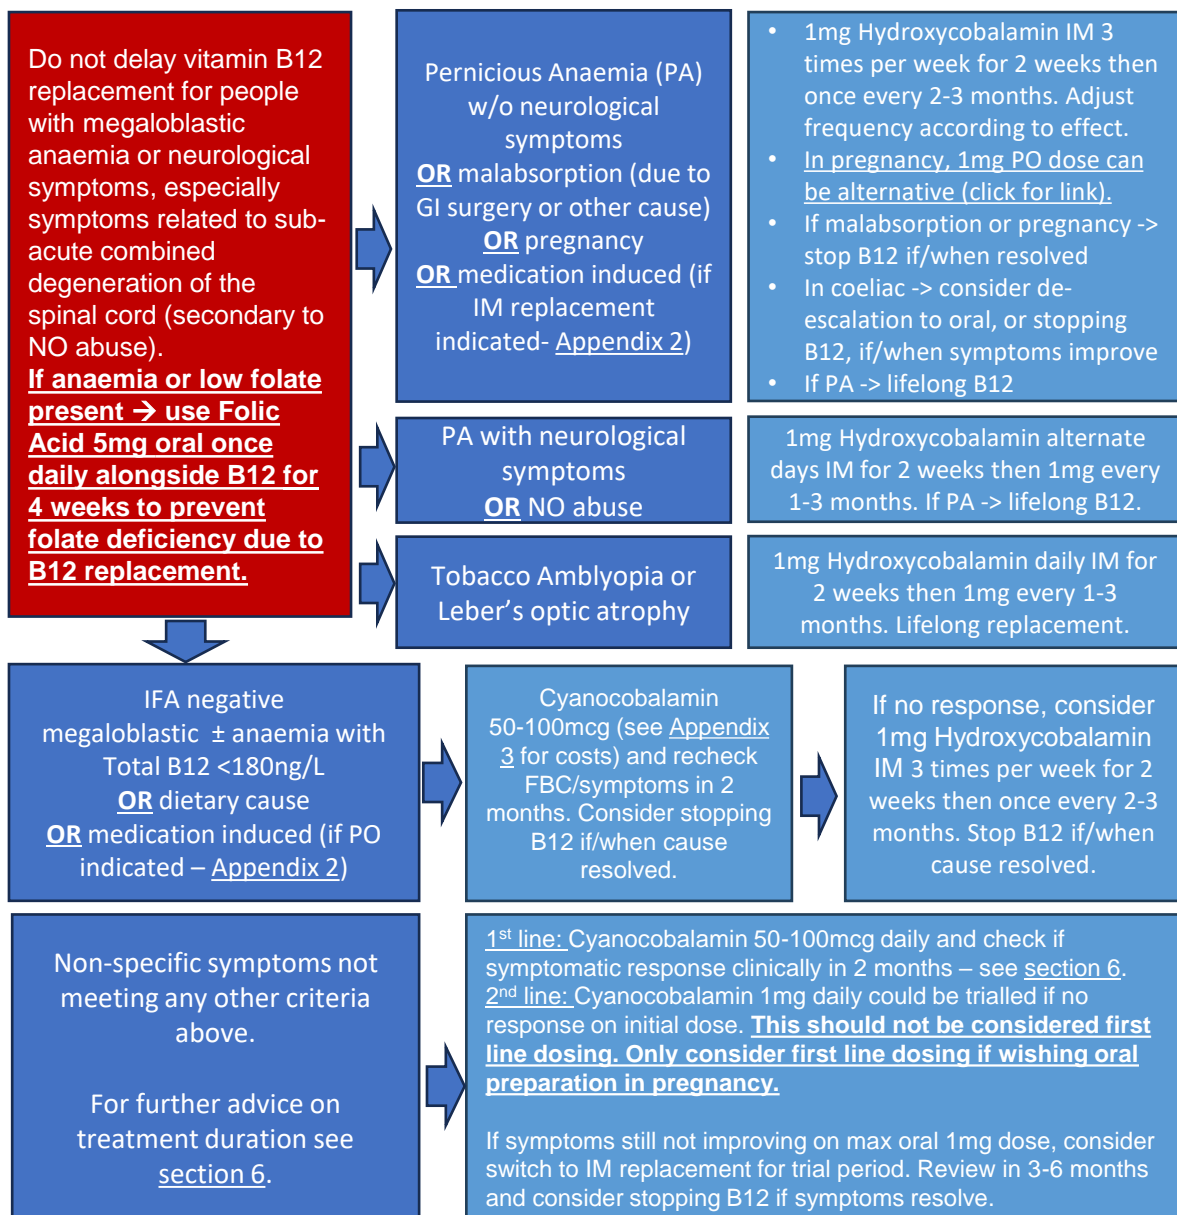 Do not delay vitamin B12
replacement for people
with megaloblastic
anaemia or neurological
symptoms, especially
symptoms related to sub-
acute combined
degeneration of the
spinal cord (secondary to
NO abuse).
If anaemia or low folate
present → use Folic
Acid 5mg oral once
daily alongside B12 for
4 weeks to prevent
folate deficiency due to
B12 replacement.
Pernicious Anaemia (PA)
w/o neurological
symptoms
OR malabsorption (due to
GI surgery or other cause)
OR pregnancy
OR medication induced (if
IM replacement
indicated- Appendix 2)
• 1mg Hydroxycobalamin IM 3
times per week for 2 weeks then
once every 2-3 months. Adjust
frequency according to effect.
• In pregnancy, 1mg PO dose can
be alternative (click for link).
• If malabsorption or pregnancy ->
stop B12 if/when resolved
• In coeliac -> consider de-
escalation to oral, or stopping
B12, if/when symptoms improve
• If PA -> lifelong B12
PA with neurological
symptoms
OR NO abuse
1mg Hydroxycobalamin alternate
days IM for 2 weeks then 1mg every
1-3 months. If PA -> lifelong B12.
Tobacco Amblyopia or
Leber's optic atrophy
1mg Hydroxycobalamin daily IM for
2 weeks then 1mg every 1-3
months. Lifelong replacement.
IFA negative
megaloblastic ± anaemia with
Total B12 <180ng/L
OR dietary cause
OR medication induced (if PO
indicated – Appendix 2)
Cyanocobalamin
50-100mcg (see Appendix
3 for costs) and recheck
FBC/symptoms in 2
months. Consider stopping
B12 if/when cause
resolved.
If no response, consider
1mg Hydroxycobalamin
IM 3 times per week for 2
weeks then once every 2-3
months. Stop B12 if/when
cause resolved.
Non-specific symptoms not
meeting any other criteria
above.
For further advice on
treatment duration see
section 6.
1st line: Cyanocobalamin 50-100mcg daily and check if
symptomatic response clinically in 2 months – see section 6.
2nd line: Cyanocobalamin 1mg daily could be trialled if no
response on initial dose. This should not be considered first
line dosing. Only consider first line dosing if wishing oral
preparation in pregnancy.
If symptoms still not improving on max oral 1mg dose, consider
switch to IM replacement for trial period. Review in 3-6 months
and consider stopping B12 if symptoms resolve.